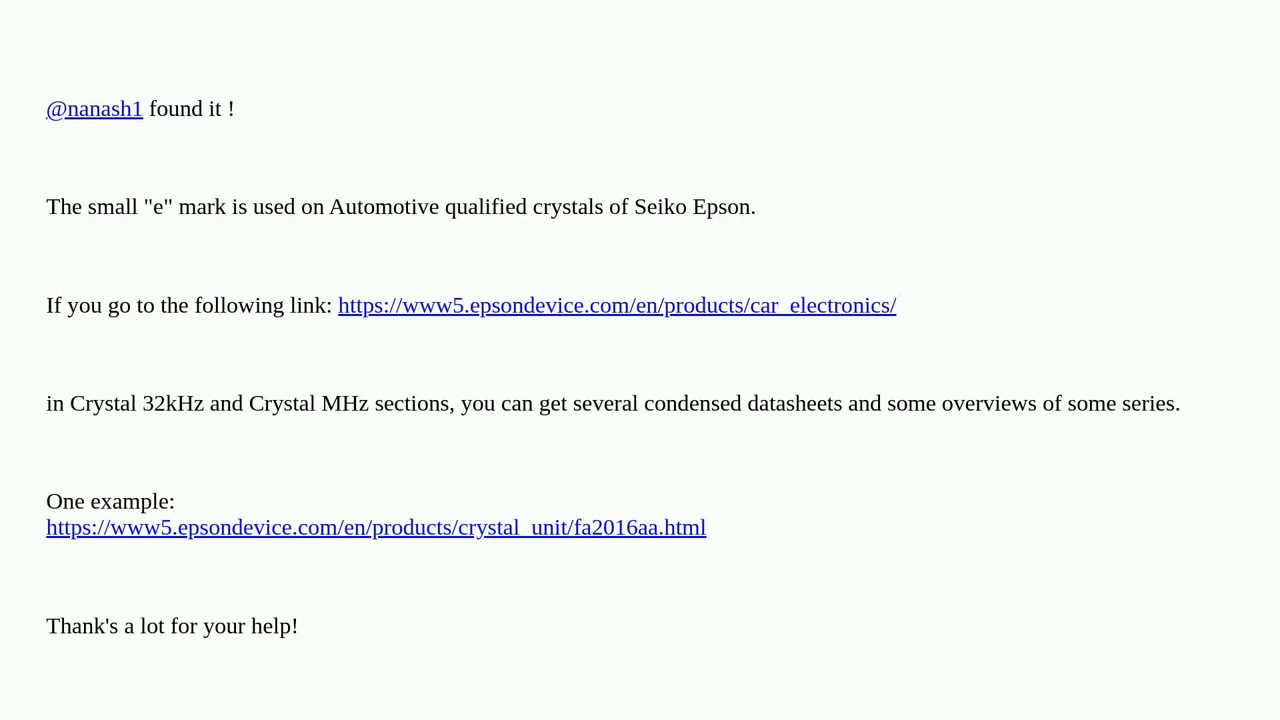 @nanash1 found it !
The small "e" mark is used on Automotive qualified crystals of Seiko Epson.
If you go to the following link: https://www5.epsondevice.com/en/products/car_electronics/
in Crystal 32kHz and Crystal MHz sections, you can get several condensed datasheets and some overviews of some series.
One example:
https://www5.epsondevice.com/en/products/crystal_unit/fa2016aa.html
Thank's a lot for your help!